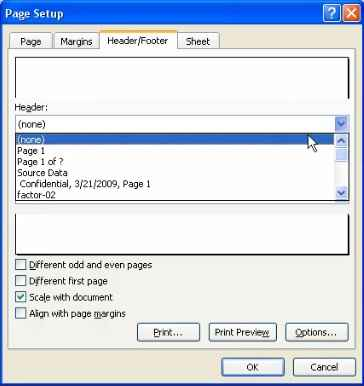 Page Setup
Page Margins Header/Footer Sheet
Header:
(none)
(none)
Page 1
Page 1 of ?
Source Data
Confidential, 3/21/2009, Page 1
factor-02
Different odd and even pages
Different first page
Scale with document
Align with page margins
Print... Print Preview Options...
OK Cancel